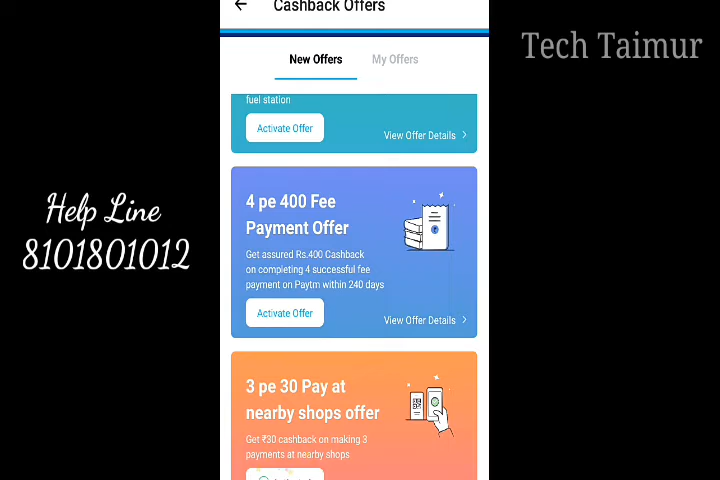 Cashback Offers
Tech Taimur
New Offers
My Offers
fuel station
Activate Offer
View Offer Details
4 pe 400 Fee
Payment Offer
Get assured Rs.400 Cashback
on completing 4 successful fee
payment on Paytm within 240 days
Activate Offer
View Offer Details
Help Line
8101801012
3 pe 30 Pay at
nearby shops offer
Get ₹30 cashback on making 3
payments at nearby shops